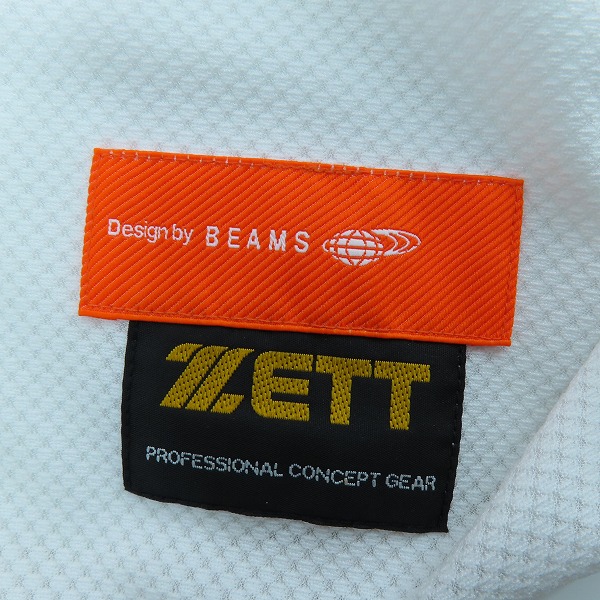 Design by BEAMS
ZETT
PROFESSIONAL CONCEPT GEAR